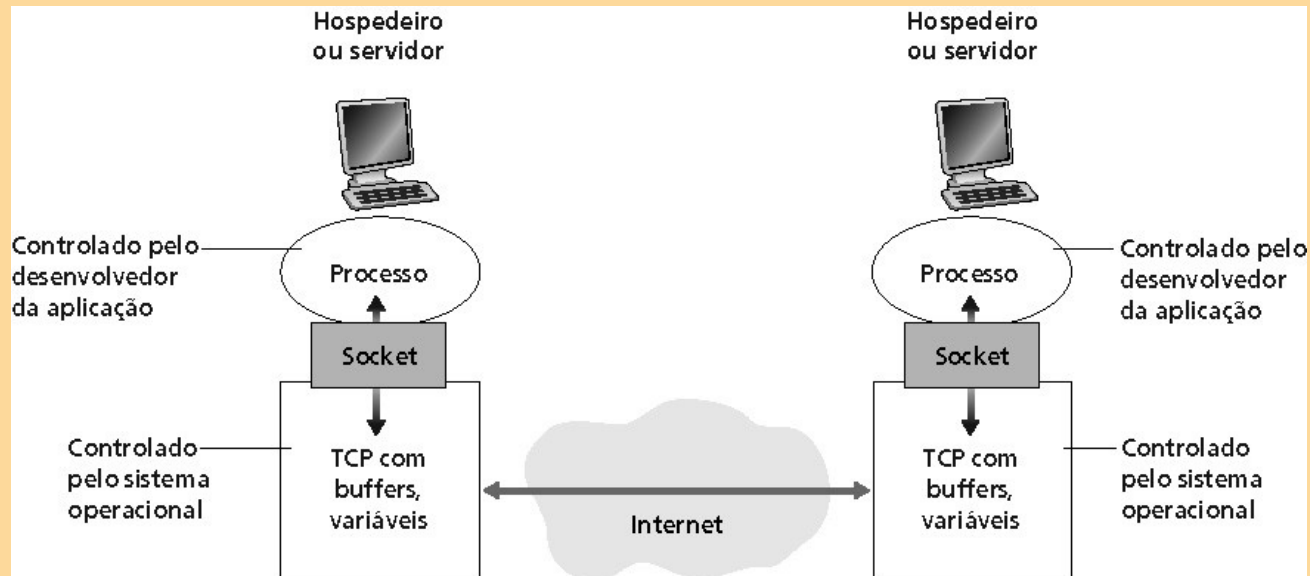 Hospedeiro
ou servidor
Hospedeiro
ou servidor
Controlado pelo
desenvolvedor
da aplicação
Processo
Processo
Controlado pelo
desenvolvedor
da aplicação
Socket
Socket
Controlado
pelo sistema
operacional
TCP com
buffers,
variáveis
Internet
TCP com
buffers,
variáveis
Controlado
pelo sistema
operacional